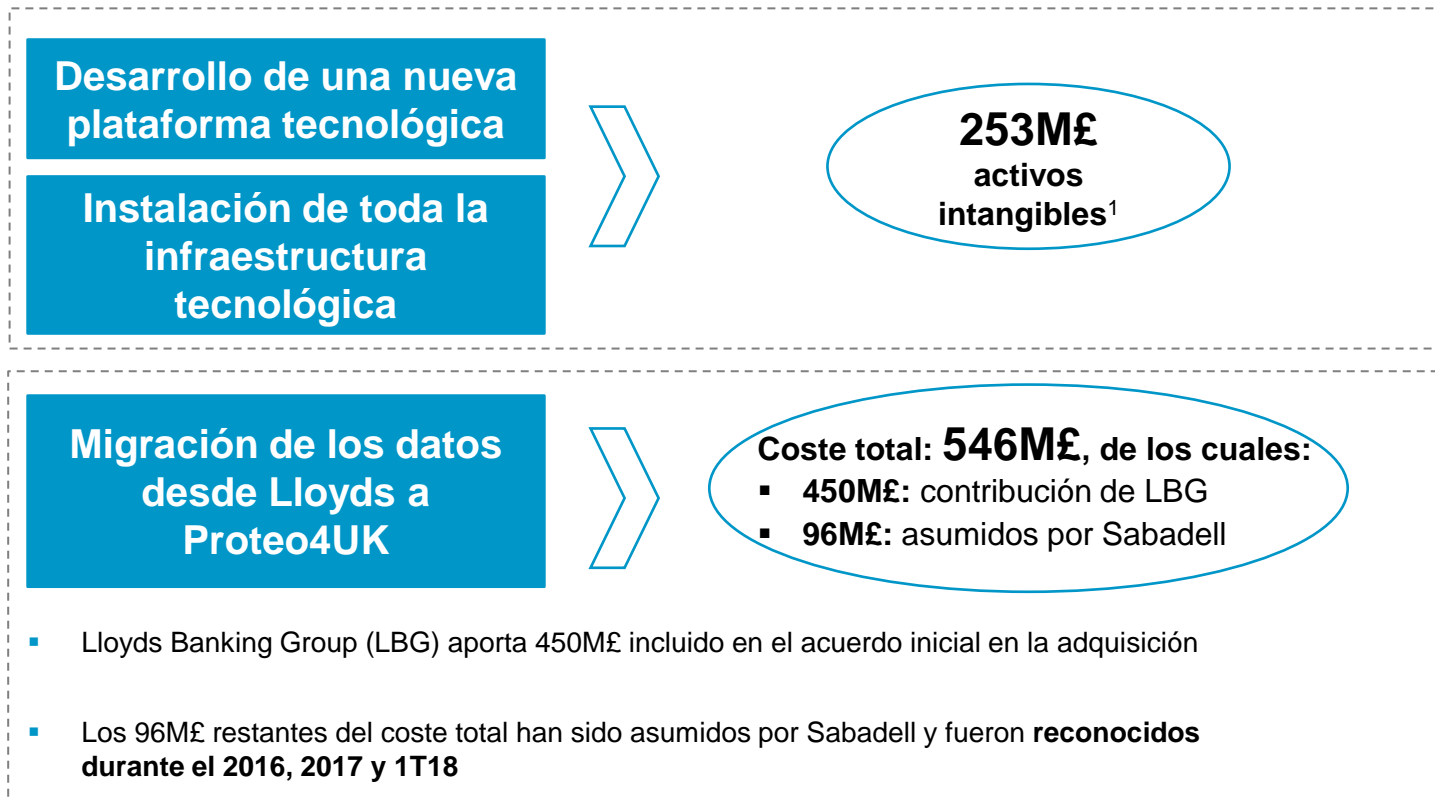 Desarrollo de una nueva
plataforma tecnológica
Instalación de toda la
infraestructura
tecnológica
253M£
activos
intangibles¹
Migración de los datos
desde Lloyds a
Proteo4UK
Coste total: 546M£, de los cuales:
▪ 450M£: contribución de LBG
▪ 96M£: asumidos por Sabadell
▪ Lloyds Banking Group (LBG) aporta 450M£ incluido en el acuerdo inicial en la adquisición
▪ Los 96M£ restantes del coste total han sido asumidos por Sabadell y fueron reconocidos
durante el 2016, 2017 y 1T18